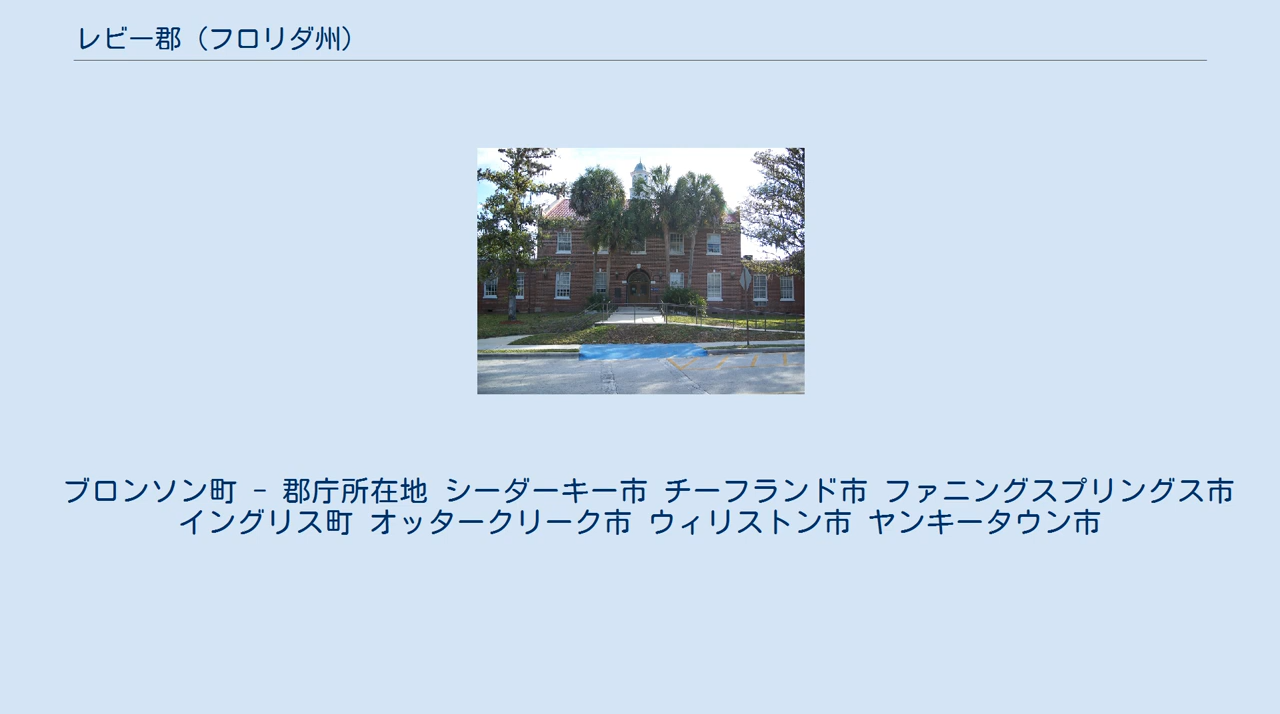 レビー郡 (フロリダ州)
ブロンソン町 - 郡庁所在地 シーダーキー市 チーフランド市 ファニングスプリングス市
イングリス町 オッタークリーク市 ウィリストン市 ヤンキータウン市